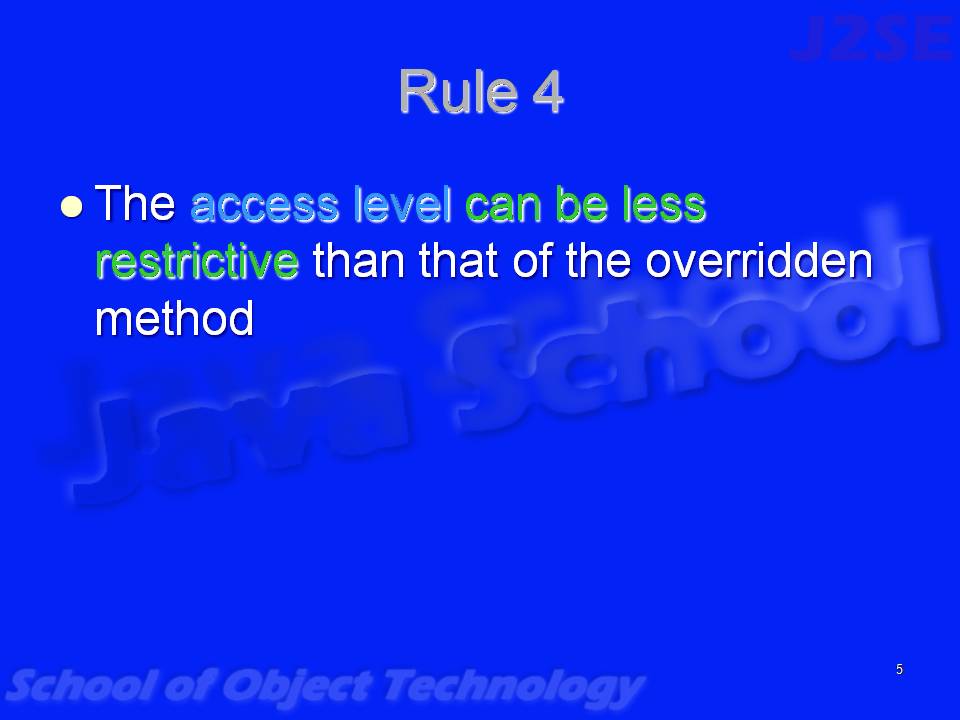 J2SE
Rule 4
The access level can be less
restrictive than that of the overridden
method
Java School
School of Object Technology
5